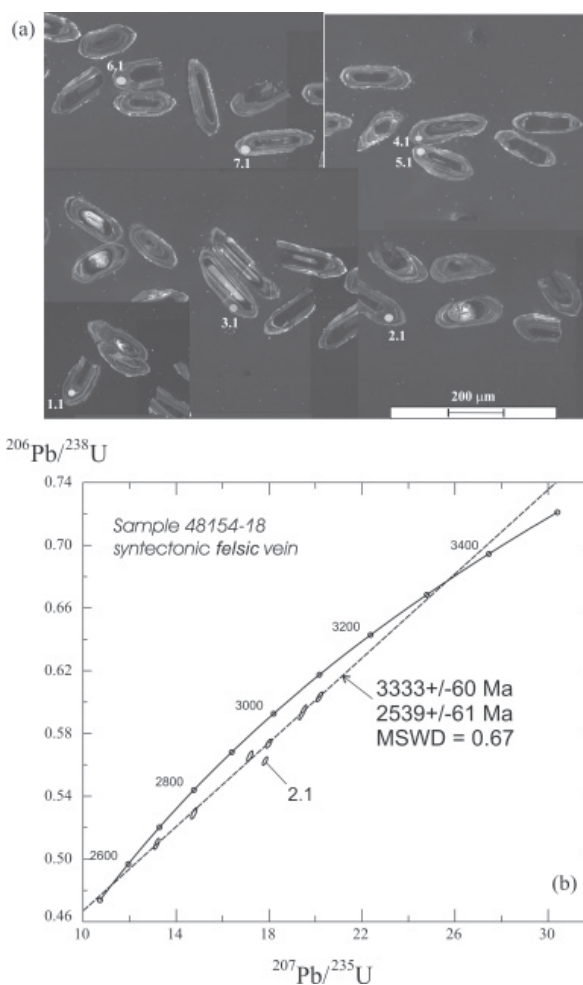 (a)
6.1
7.1
4.1
5.1
3.1
2.1
1.1
200 µm
²⁰⁶Pb/²³⁸U
0.74
0.70
0.66
0.62
0.58
0.54
0.50
0.46
Sample 48154-18
syntectonic felsic vein
3400
3200
3000
2800
2600
3333+/-60 Ma
2539+/-61 Ma
MSWD = 0.67
2.1
(b)
10 14 18 22 26 30
²⁰⁷Pb/²³⁵U